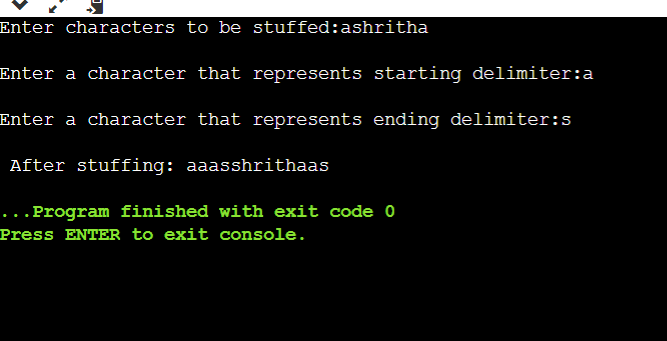 Enter characters to be stuffed:ashritha
Enter a character that represents starting delimiter:a
Enter a character that represents ending delimiter:s
After stuffing: aaasshrithaas
...Program finished with exit code 0
Press ENTER to exit console.